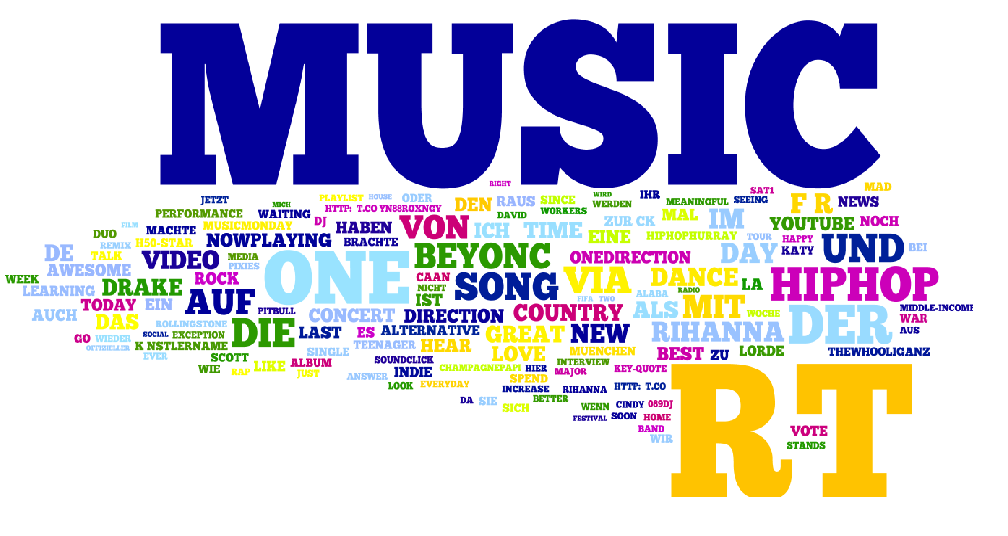 MUSIC
RIGHT
MAD
SAT1
JETZT
MICH
PLAYLIST
HOUSE
ODER
DEN
RAUS
SINCE
WIRD
WERDEN
IHR
MEANINGFUL
SEEING
F R
NEWS
PERFORMANCE
WAITING
HTTP: T.CO YN88ROXNGY
DAVID
WORKERS
ZUR CK
MAL
IM
YOUTUBE
NOCH
FILM
MACHTE
MUSICMONDAY
DJ
HABEN
VON
ICH
TIME
EINE
HIPHOPHURRAY
TOUR
HAPPY
DUO
REMIX
H50-STAR
NOWPLAYING
BRACHTE
DAY
KATY
UND
BEI
DE
TALK
VIDEO
MEDIA
PIXIES
ONE
BEYONC
ONEDIRECTION
AWESOME
WEEK
LEARNING
DRAKE
ROCK
CAAN
NICHT
SONG
VIA
DANCE
RADIO
LA
HIPHOP
TODAY
EIN
AUF
PITBULL
IST
FIFA
TWO
ALABA
MIT
MIDDLE-INCOME
AUCH
DAS
ROLLINGSTONE
CONCERT
DIRECTION
COUNTRY
ALS
WOCHE
DER
WAR
AUS
GO
WIEDER
SOCIAL
EXCEPTION
DIE
LAST
ES
ALTERNATIVE
GREAT
NEW
RIHANNA
K NSTLERNAME
SINGLE
TEENAGER
HEAR
LOVE
MUENCHEN
BEST
ZU
LORDE
THEWHOOLIGANZ
EVER
SCOTT
WIE
RAP
LIKE
ALBUM
JUST
SOUNDCLICK
INDIE
CHAMPAGNEPAPI
HIER
INTERVIEW
MAJOR
KEY-QUOTE
RT
ANSWER
LOOK
EVERYDAY
SPEND
INCREASE
RIHANNA
HTTP: T.CO
DA
SIE
SICH
BETTER
WENN
CINDY
089DJ
FESTIVAL
SOON
HOME
BAND
WIR
VOTE
STANDS